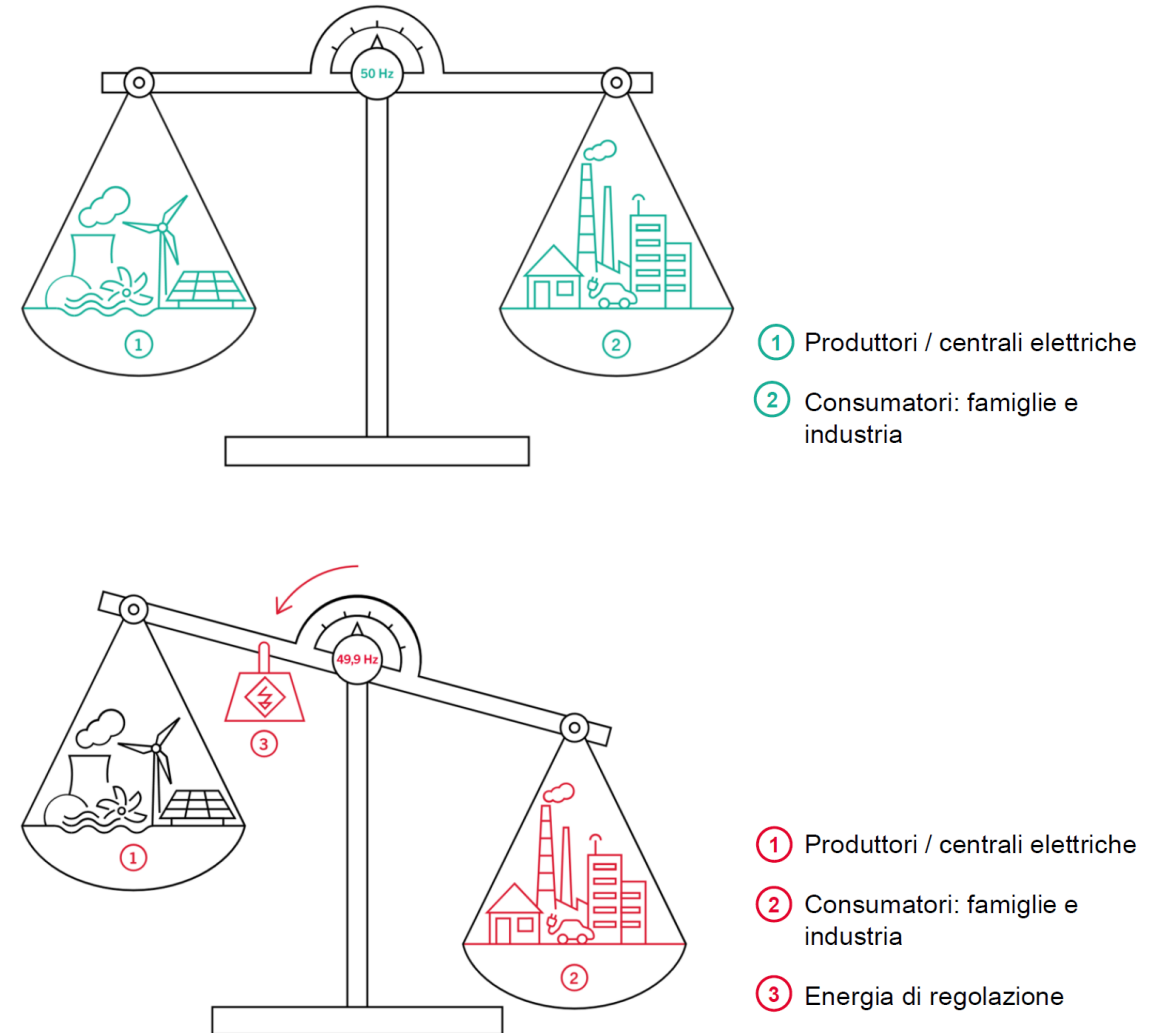 50 Hz
1
2
1 Produttori / centrali elettriche
2 Consumatori: famiglie e
industria
49,9 Hz
3
1
2
1 Produttori / centrali elettriche
2 Consumatori: famiglie e
industria
3 Energia di regolazione